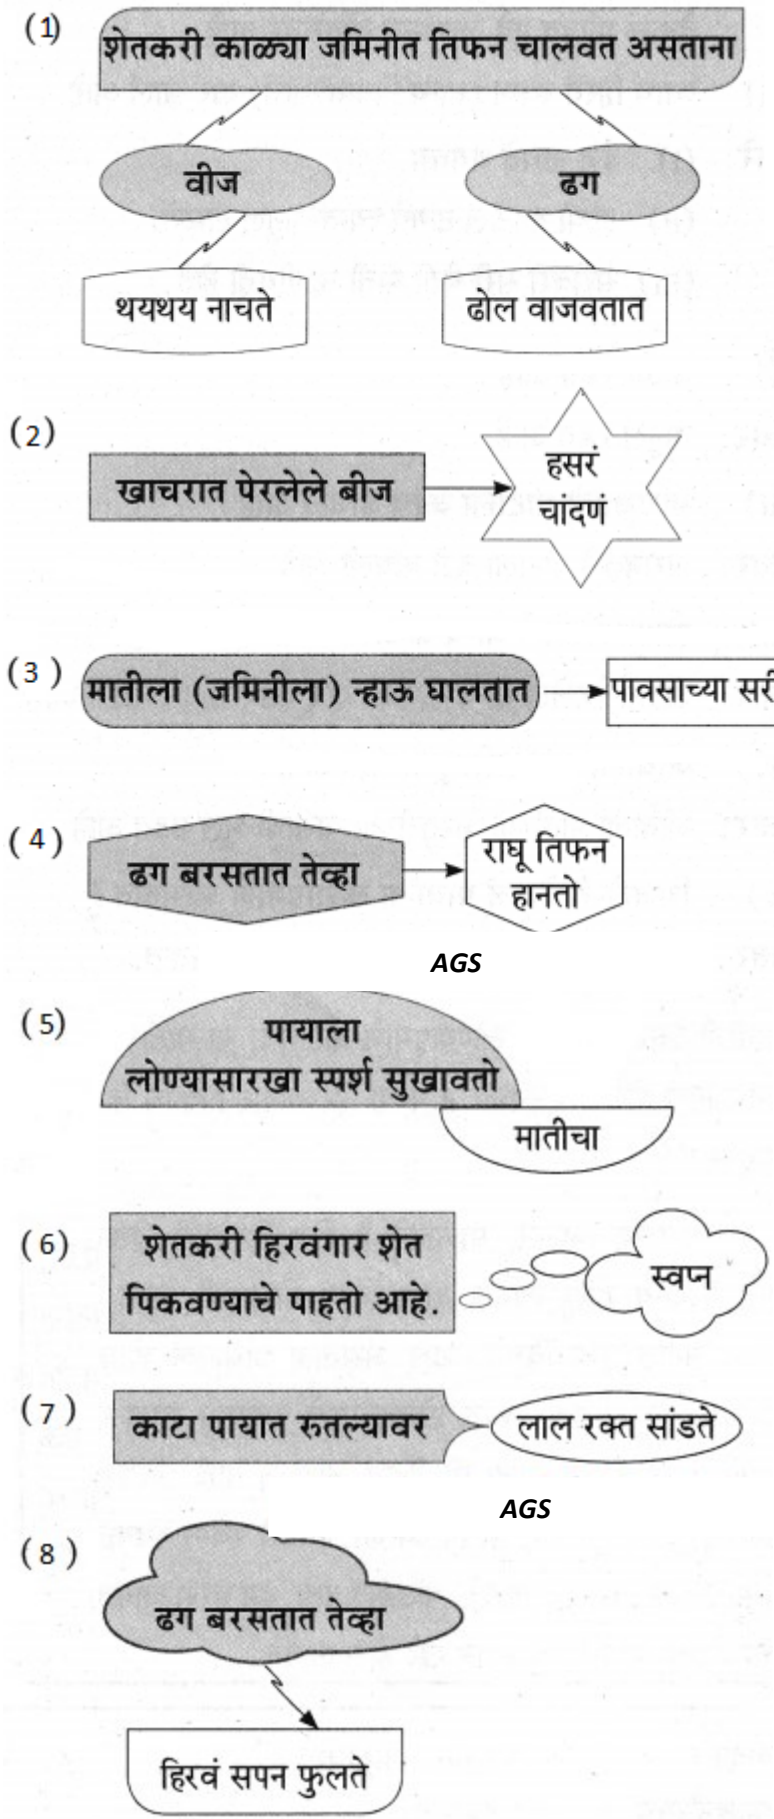 (1)
शेतकरी काळ्या जमिनीत तिफन चालवत असताना
वीज
ढग
थयथय नाचते
ढोल वाजवतात
(2)
खाचरात पेरलेले बीज
हसरं
चांदणं
(3)
मातीला (जमिनीला) न्हाऊ घालतात
पावसाच्या सरी
(4)
ढग बरसतात तेव्हा
राघू तिफन
हानतो
AGS
(5)
पायाला
लोण्यासारखा स्पर्श सुखावतो
मातीचा
(6)
शेतकरी हिरवंगार शेत
पिकवण्याचे पाहतो आहे.
स्वप्न
(7)
काटा पायात रुतल्यावर
लाल रक्त सांडते
AGS
(8)
ढग बरसतात तेव्हा
हिरवं सपन फुलते